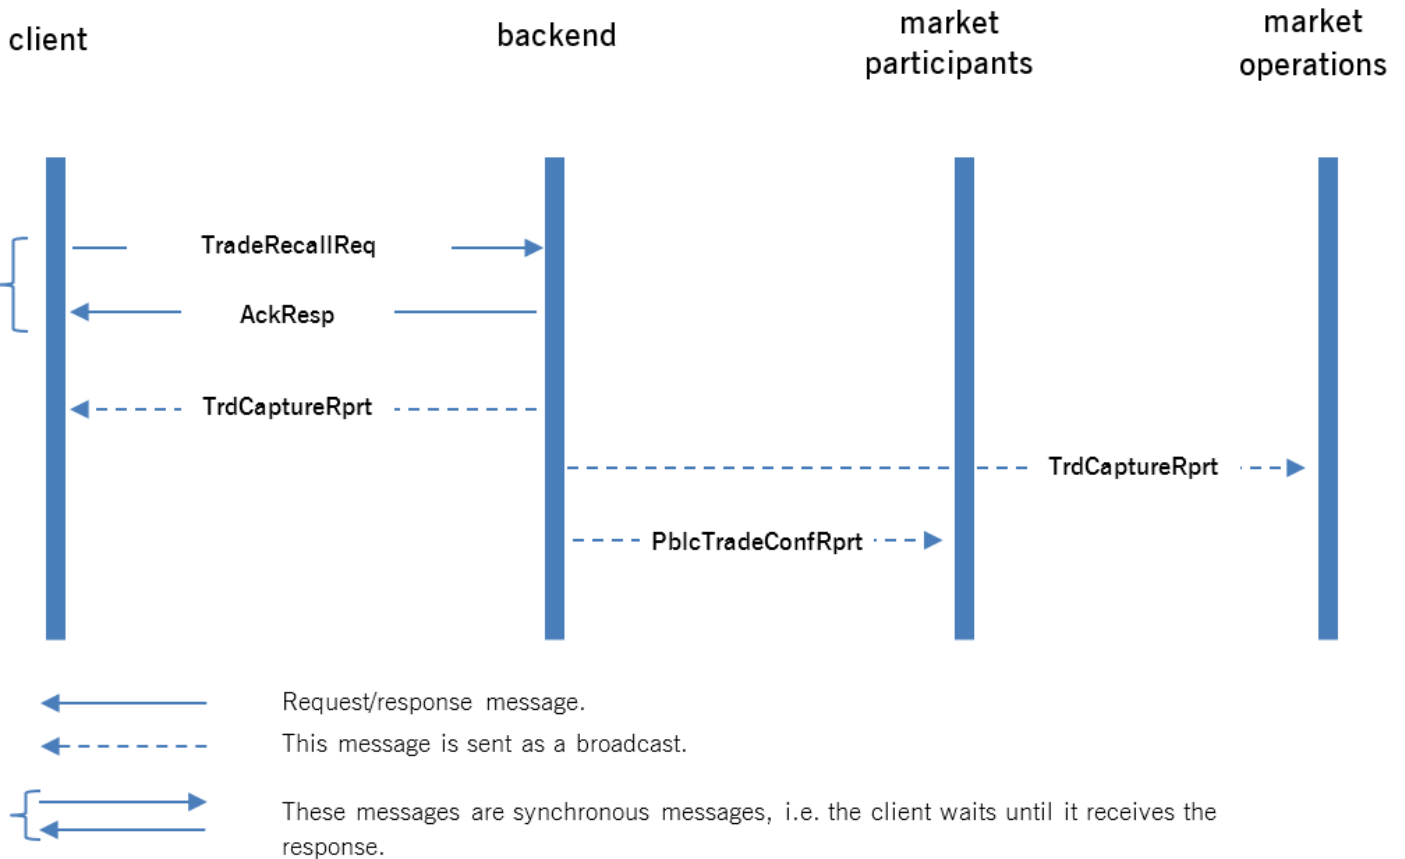 client
backend
market
participants
market
operations
TradeRecallReq
AckResp
TrdCaptureRprt
TrdCaptureRprt
PblcTradeConfRprt
Request/response message.
This message is sent as a broadcast.
These messages are synchronous messages, i.e. the client waits until it receives the
response.